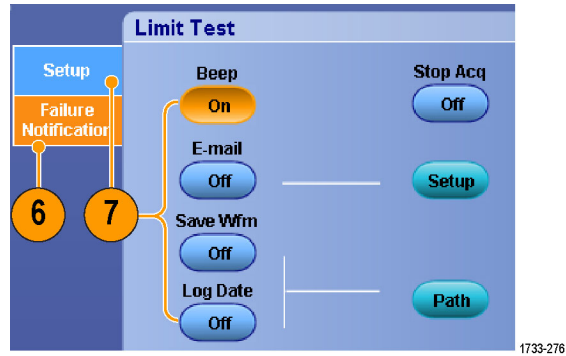 Limit Test
Setup
Failure
Notification
6
7
Beep
On
Stop Acq
Off
E-mail
Off
Setup
Save Wfm
Off
Log Date
Off
Path
1733-276